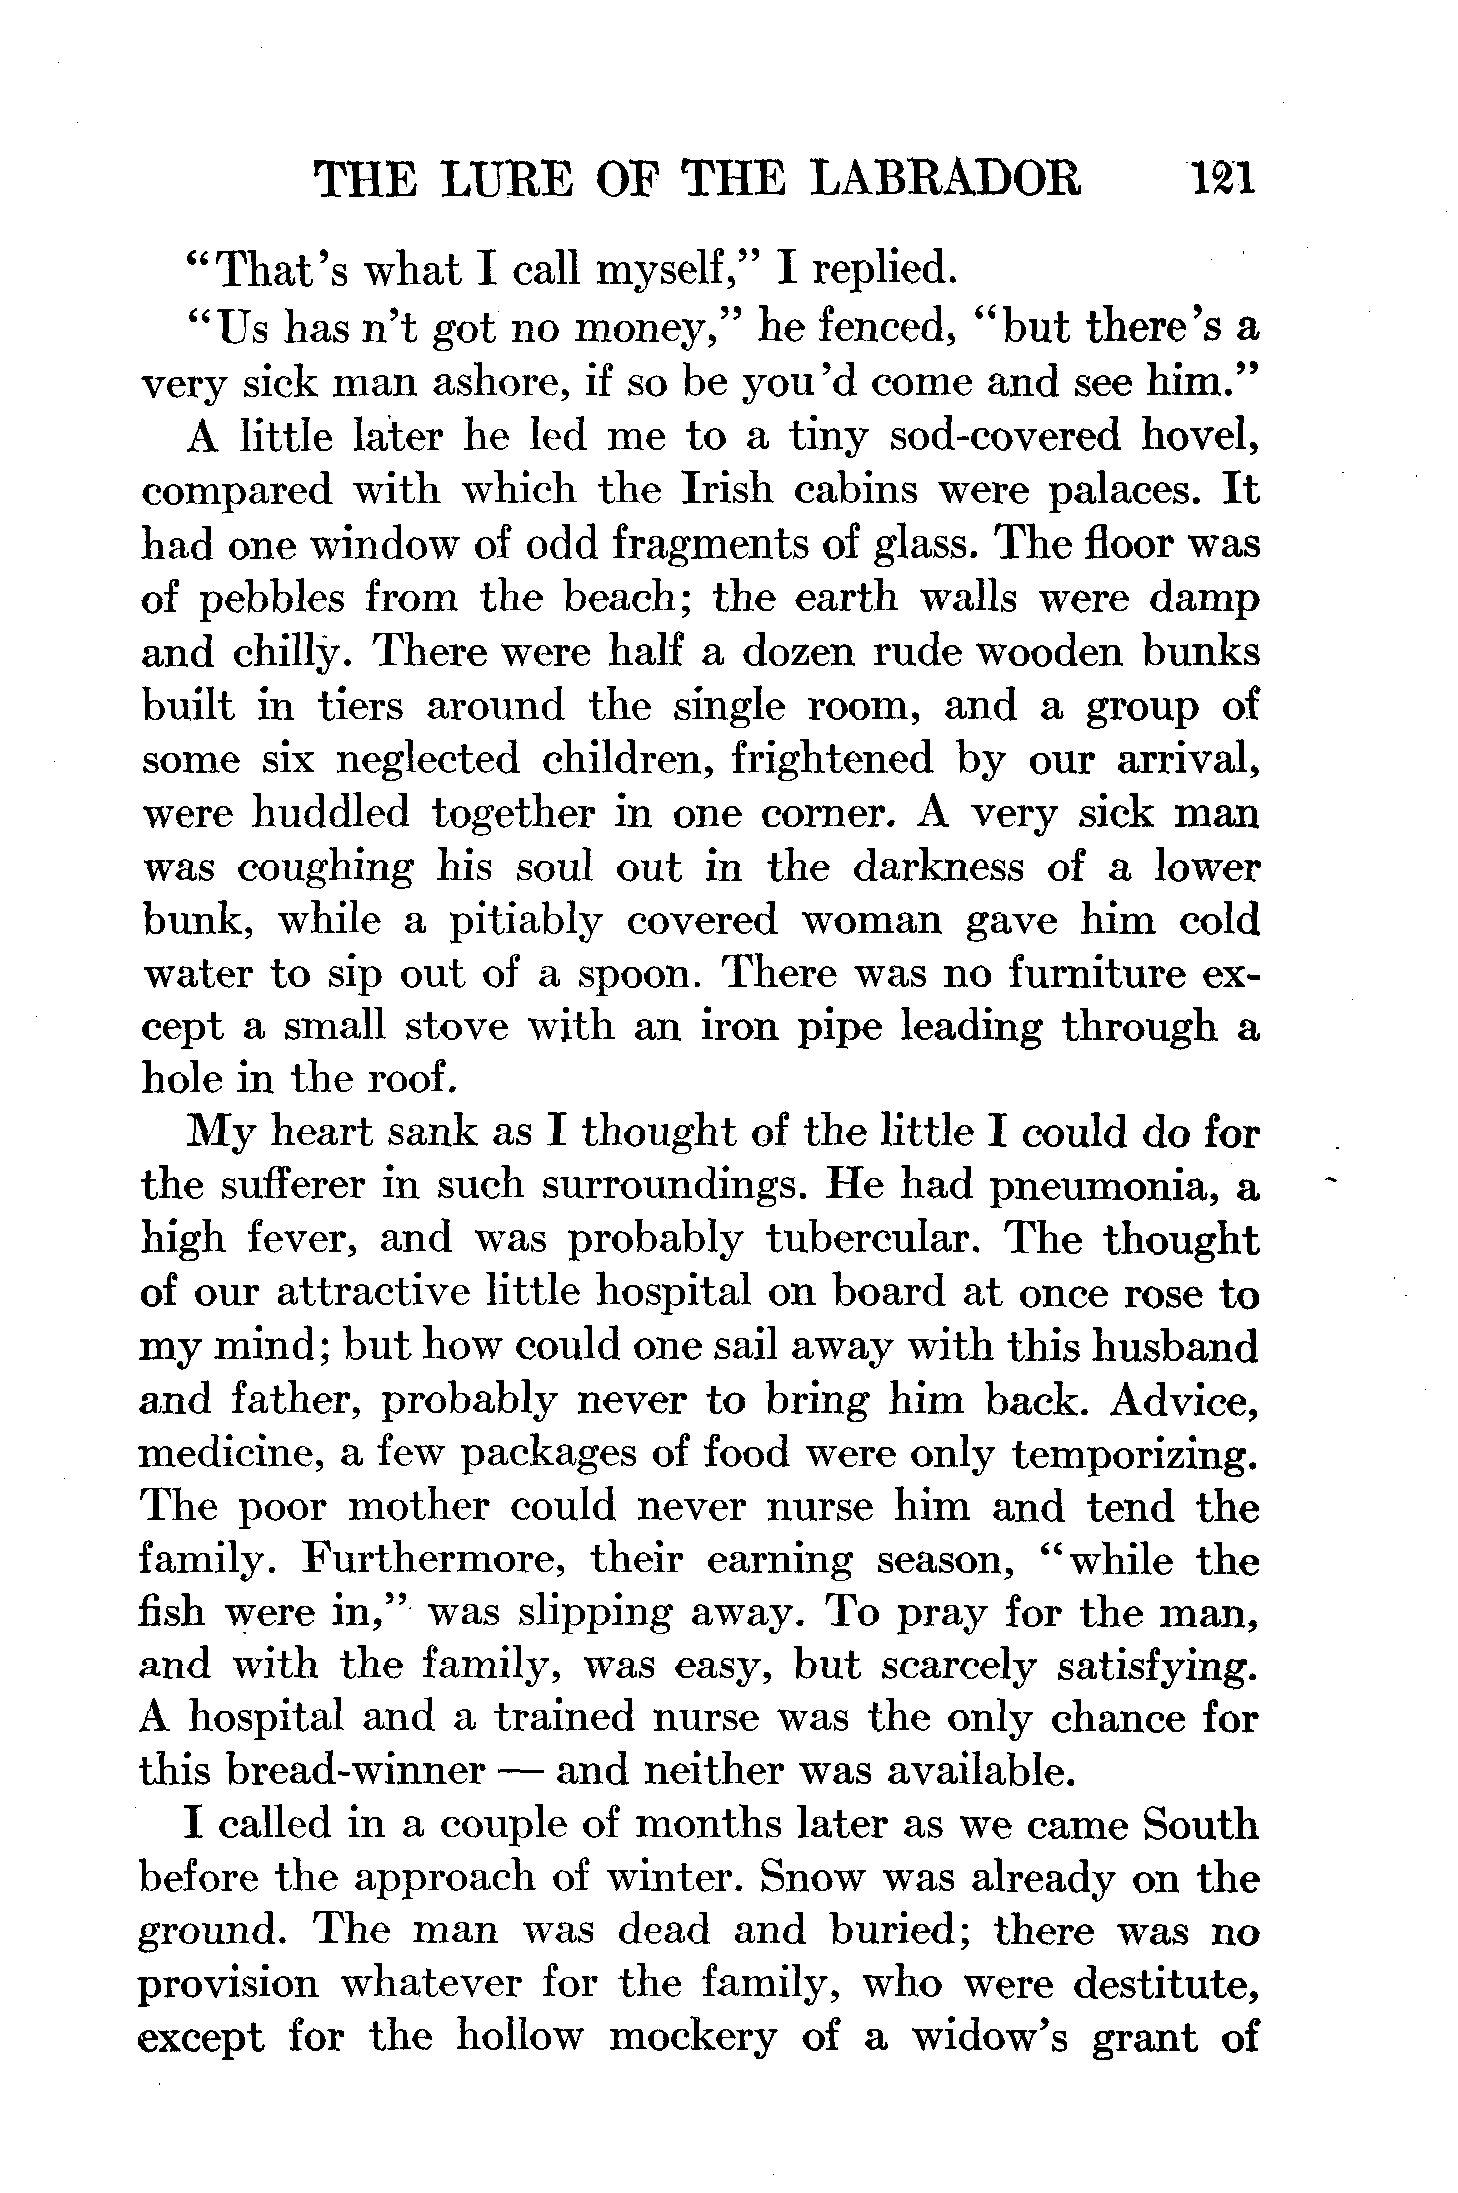 THE LURE OF THE LABRADOR 121
"That's what I call myself," I replied.
"Us has n't got no money," he fenced, "but there's a
very sick man ashore, if so be you'd come and see him."
A little later he led me to a tiny sod-covered hovel,
compared with which the Irish cabins were palaces. It
had one window of odd fragments of glass. The floor was
of pebbles from the beach; the earth walls were damp
and chilly. There were half a dozen rude wooden bunks
built in tiers around the single room, and a group of
some six neglected children, frightened by our arrival,
were huddled together in one corner. A very sick man
was coughing his soul out in the darkness of a lower
bunk, while a pitiably covered woman gave him cold
water to sip out of a spoon. There was no furniture ex-
cept a small stove with an iron pipe leading through a
hole in the roof.
My heart sank as I thought of the little I could do for
the sufferer in such surroundings. He had pneumonia, a
high fever, and was probably tubercular. The thought
of our attractive little hospital on board at once rose to
my mind; but how could one sail away with this husband
and father, probably never to bring him back. Advice,
medicine, a few packages of food were only temporizing.
The poor mother could never nurse him and tend the
family. Furthermore, their earning season, "while the
fish were in," was slipping away. To pray for the man,
and with the family, was easy, but scarcely satisfying.
A hospital and a trained nurse was the only chance for
this bread-winner — and neither was available.
I called in a couple of months later as we came South
before the approach of winter. Snow was already on the
ground. The man was dead and buried; there was no
provision whatever for the family, who were destitute,
except for the hollow mockery of a widow's grant of